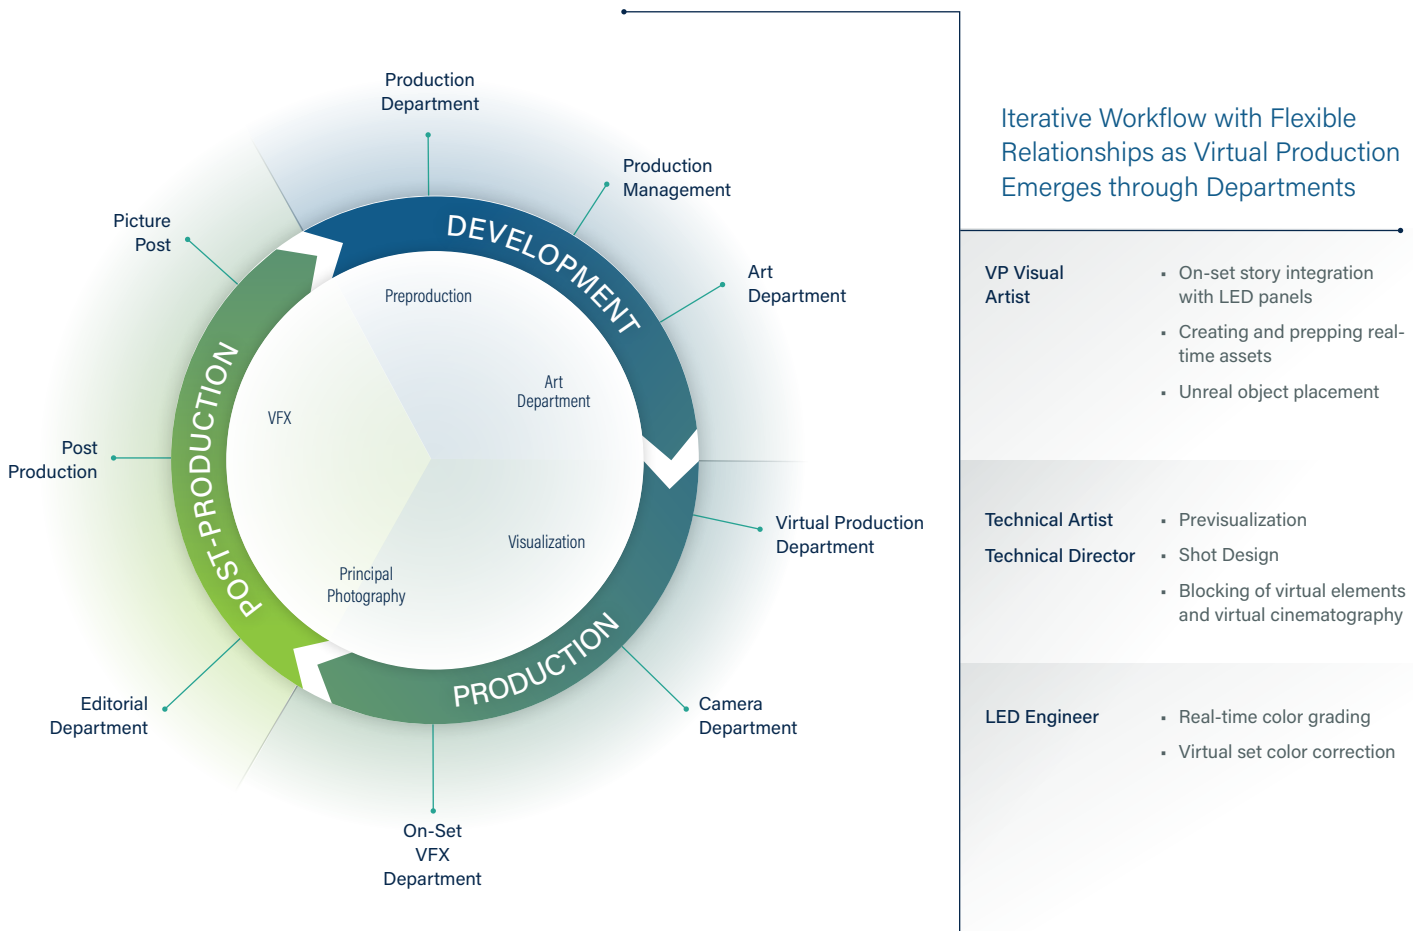 Production
Department
Production
Management
Art
Department
Virtual Production
Department
Camera
Department
On-Set
VFX
Department
Editorial
Department
Post
Production
Picture
Post
DEVELOPMENT
PRODUCTION
POST-PRODUCTION
Preproduction
Art
Department
Visualization
Principal
Photography
VFX
Iterative Workflow with Flexible
Relationships as Virtual Production
Emerges through Departments
VP Visual
Artist
▪ On-set story integration
with LED panels
▪ Creating and prepping real-
time assets
▪ Unreal object placement
Technical Artist
Technical Director
▪ Previsualization
▪ Shot Design
▪ Blocking of virtual elements
and virtual cinematography
LED Engineer
▪ Real-time color grading
▪ Virtual set color correction